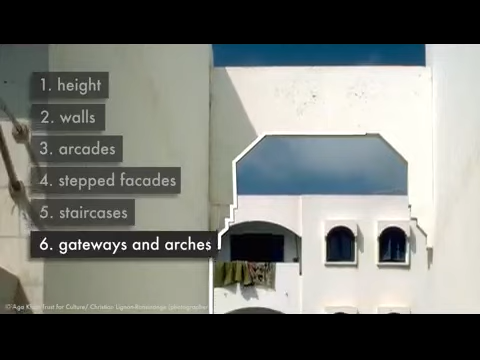 1. height
2. walls
3. arcades
4. stepped facades
5. staircases
6. gateways and arches
© Aga Khan Trust for Culture/ Christian